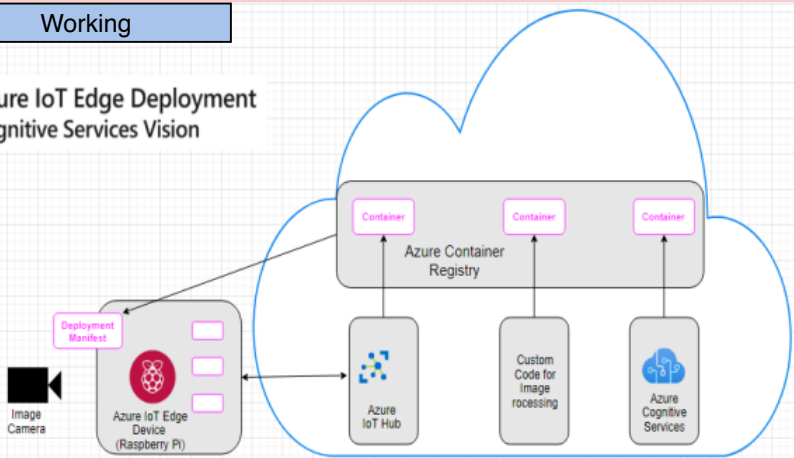 Working
ure IoT Edge Deployment
gnitive Services Vision
Container
Container
Container
Azure Container
Registry
Deployment
Manifest
Image
Camera
Azure IoT Edge
Device
(Raspberry Pi)
Azure
IoT Hub
Custom
Code for
Image
rocessing
Azure
Cognitive
Services